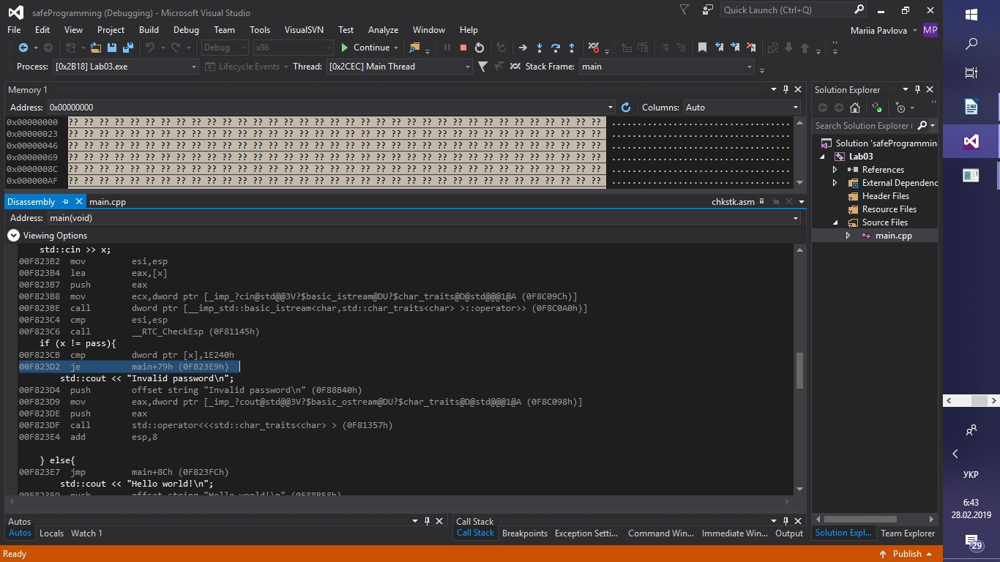 safeProgramming (Debugging) - Microsoft Visual Studio
Quick Launch (Ctrl+Q)
File Edit View Project Build Debug Team Tools VisualSVN Test Analyze Window Help
Mariia Pavlova MP
Debug x86 Continue
Process: [0x2B18] Lab03.exe Lifecycle Events Thread: [0x2CEC] Main Thread Stack Frame: main
Memory 1
Address: 0x00000000 Columns: Auto
0x00000000 ?? ?? ?? ?? ?? ?? ?? ?? ?? ?? ?? ?? ?? ?? ?? ?? ?? ?? ?? ?? ?? ?? ?? ?? ?? ?? ?? ?? ?? ?? ?? ?? ?? ?? ?? ...................................
0x00000023 ?? ?? ?? ?? ?? ?? ?? ?? ?? ?? ?? ?? ?? ?? ?? ?? ?? ?? ?? ?? ?? ?? ?? ?? ?? ?? ?? ?? ?? ?? ?? ?? ?? ?? ?? ...................................
0x00000046 ?? ?? ?? ?? ?? ?? ?? ?? ?? ?? ?? ?? ?? ?? ?? ?? ?? ?? ?? ?? ?? ?? ?? ?? ?? ?? ?? ?? ?? ?? ?? ?? ?? ?? ?? ...................................
0x00000069 ?? ?? ?? ?? ?? ?? ?? ?? ?? ?? ?? ?? ?? ?? ?? ?? ?? ?? ?? ?? ?? ?? ?? ?? ?? ?? ?? ?? ?? ?? ?? ?? ?? ?? ?? ...................................
0x0000008C ?? ?? ?? ?? ?? ?? ?? ?? ?? ?? ?? ?? ?? ?? ?? ?? ?? ?? ?? ?? ?? ?? ?? ?? ?? ?? ?? ?? ?? ?? ?? ?? ?? ?? ?? ...................................
0x000000AF ?? ?? ?? ?? ?? ?? ?? ?? ?? ?? ?? ?? ?? ?? ?? ?? ?? ?? ?? ?? ?? ?? ?? ?? ?? ?? ?? ?? ?? ?? ?? ?? ?? ?? ?? ...................................
Disassembly main.cpp chkstk.asm
Address: main(void)
Viewing Options
std::cin >> x;
00F823B2 mov esi,esp
00F823B4 lea eax,[x]
00F823B7 push eax
00F823B8 mov ecx,dword ptr [_imp_?cin@std@@3V?$basic_istream@DU?$char_traits@D@std@@@1@A (0F8C09Ch)]
00F823BE call dword ptr [__imp_std::basic_istream<char,std::char_traits<char> >::operator>> (0F8C0A0h)]
00F823C4 cmp esi,esp
00F823C6 call __RTC_CheckEsp (0F81145h)
if (x != pass){
00F823CB cmp dword ptr [x],1E240h
00F823D2 je main+79h (0F823E9h)
std::cout << "Invalid password\n";
00F823D4 push offset string "Invalid password\n" (0F88B40h)
00F823D9 mov eax,dword ptr [_imp_?cout@std@@3V?$basic_ostream@DU?$char_traits@D@std@@@1@A (0F8C098h)]
00F823DE push eax
00F823DF call std::operator<<<std::char_traits<char> > (0F81357h)
00F823E4 add esp,8
} else{
00F823E7 jmp main+8Ch (0F823FCh)
std::cout << "Hello world!\n";
Autos
Autos Locals Watch 1
Call Stack
Call Stack Breakpoints Exception Setti... Command Win... Immediate Win... Output
Solution Explorer
Search Solution Explorer (
Solution 'safeProgrammin
Lab03
References
External Dependenc
Header Files
Resource Files
Source Files
main.cpp
Solution Expl... Team Explorer
Ready Publish
УКР
6:43
28.02.2019
29